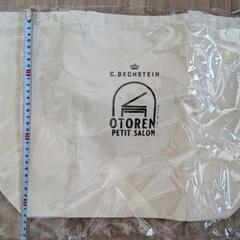 C. BECHSTEIN
OTOREN
PETIT SALON